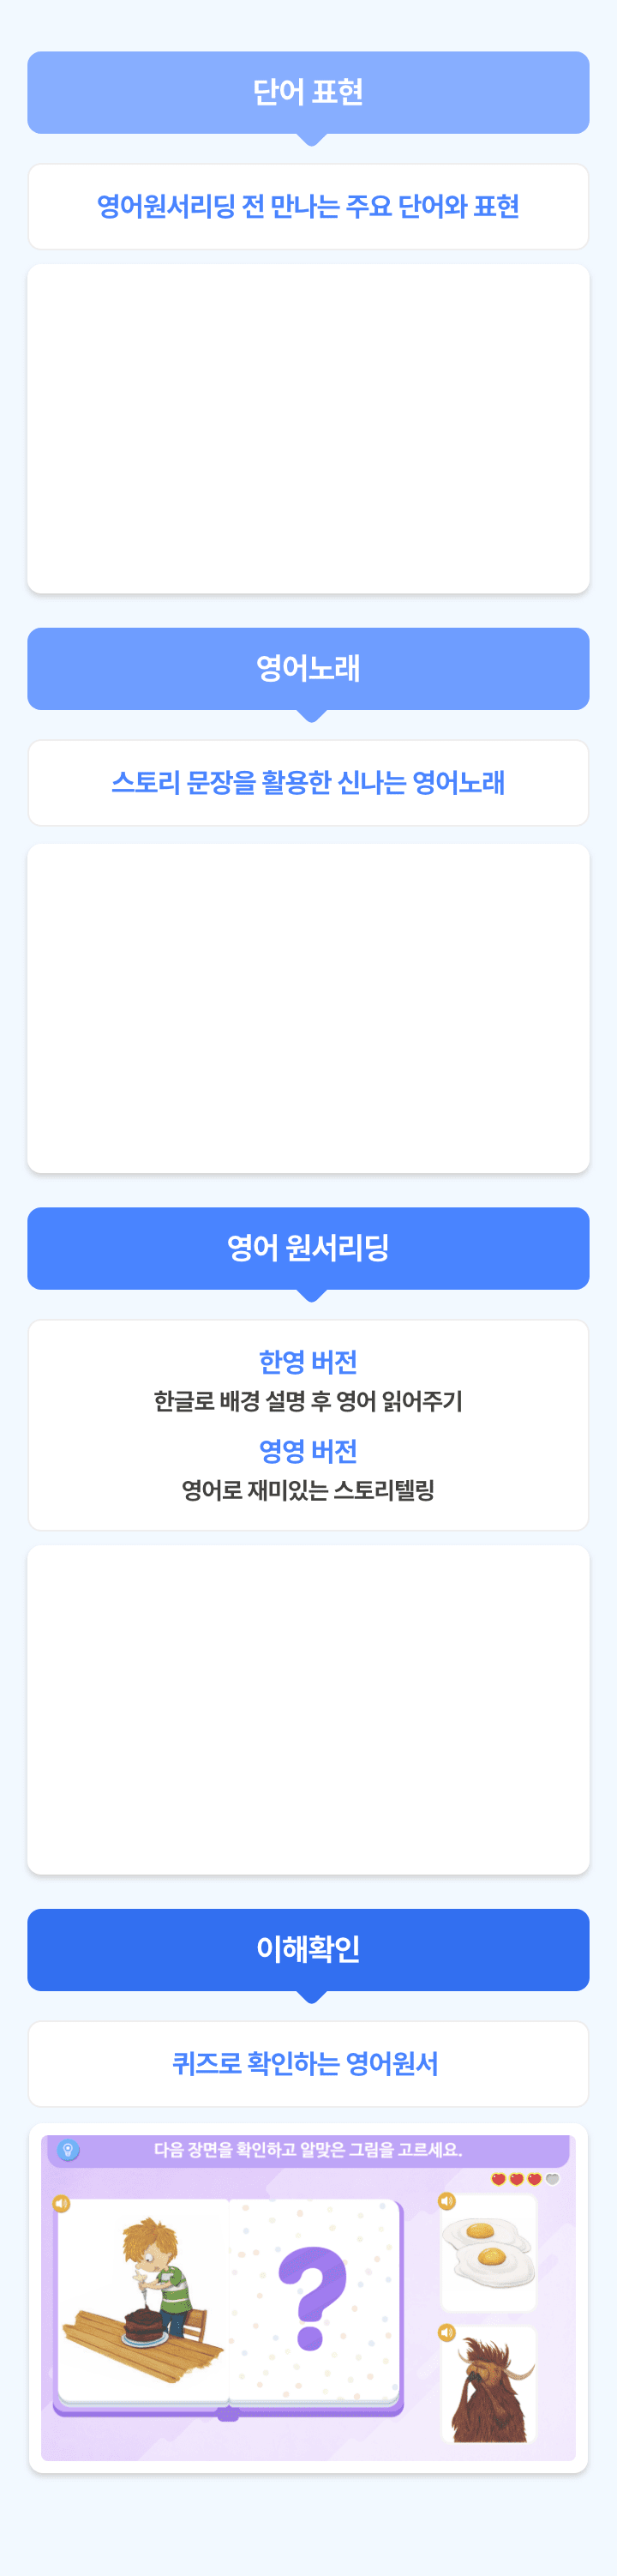 단어 표현
영어원서리딩 전 만나는 주요 단어와 표현
영어노래
스토리 문장을 활용한 신나는 영어노래
영어 원서리딩
한영 버전
한글로 배경 설명 후 영어 읽어주기
영영 버전
영어로 재미있는 스토리텔링
이해확인
퀴즈로 확인하는 영어원서
다음 장면을 확인하고 알맞은 그림을 고르세요.
?